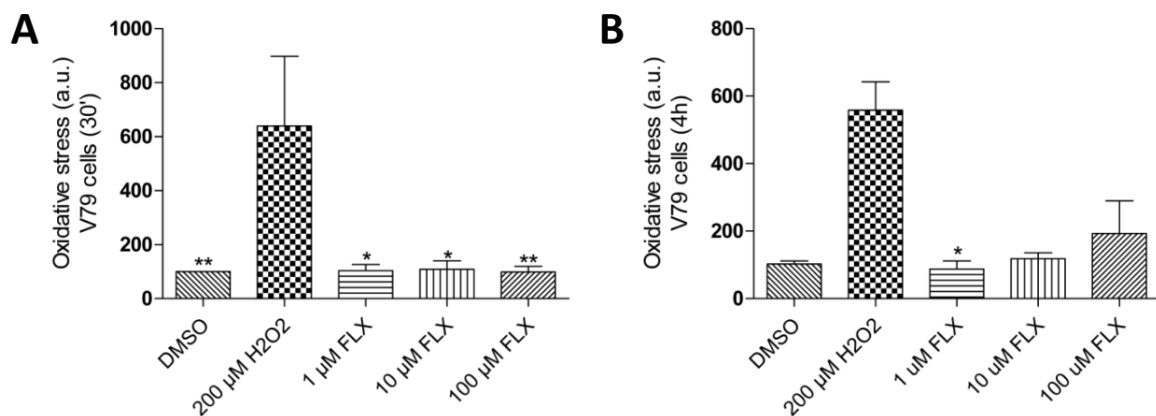 A
Oxidative stress (a.u.)
V79 cells (30')
1000
800
600
400
200
0
**
*
*
**
DMSO
200 µM H2O2
1 µM FLX
10 µM FLX
100 µM FLX
B
Oxidative stress (a.u.)
V79 cells (4h)
800
600
400
200
0
*
DMSO
200 µM H2O2
1 uM FLX
10 uM FLX
100 uM FLX